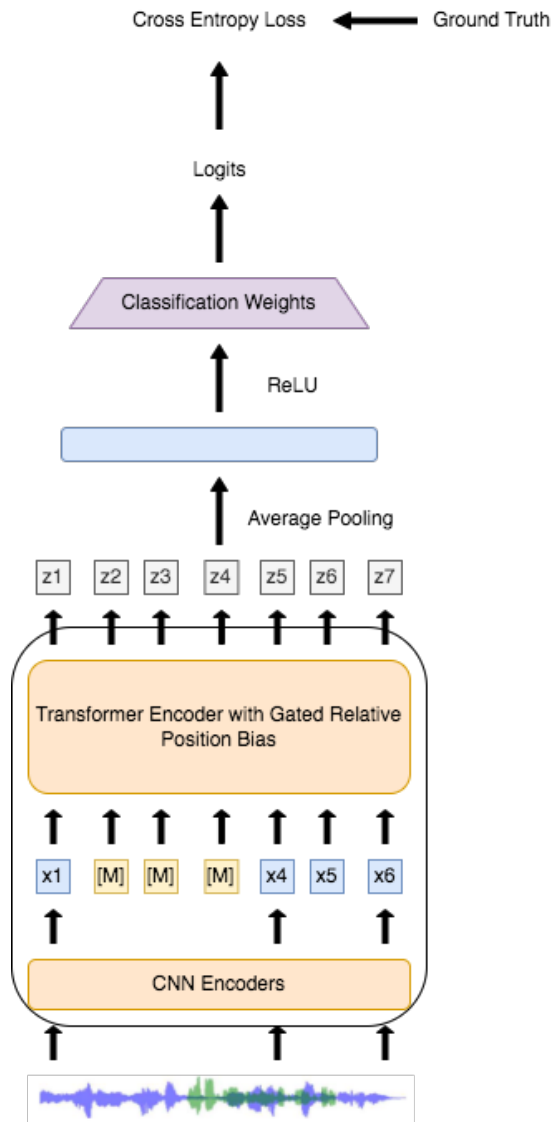 Cross Entropy Loss Ground Truth
Logits
Classification Weights
ReLU
Average Pooling
z1 z2 z3 z4 z5 z6 z7
Transformer Encoder with Gated Relative
Position Bias
x1 [M] [M] [M] x4 x5 x6
CNN Encoders